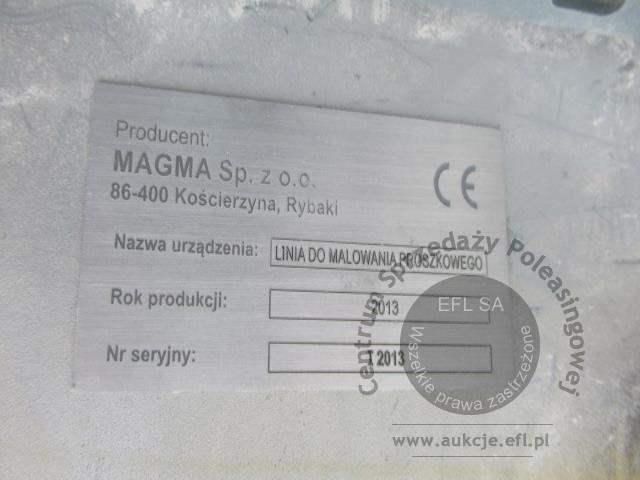 Producent:
MAGMA Sp. z o.o.
86-400 Kościerzyna, Rybaki
CE
Nazwa urządzenia: LINIA DO MALOWANIA PROSZKOWEGO
Rok produkcji: 2013
Nr seryjny: I 2013
Centrum Sprzedaży Poleasingowej
EFL SA
Wszelkie prawa zastrzeżone
www.aukcje.efl.pl